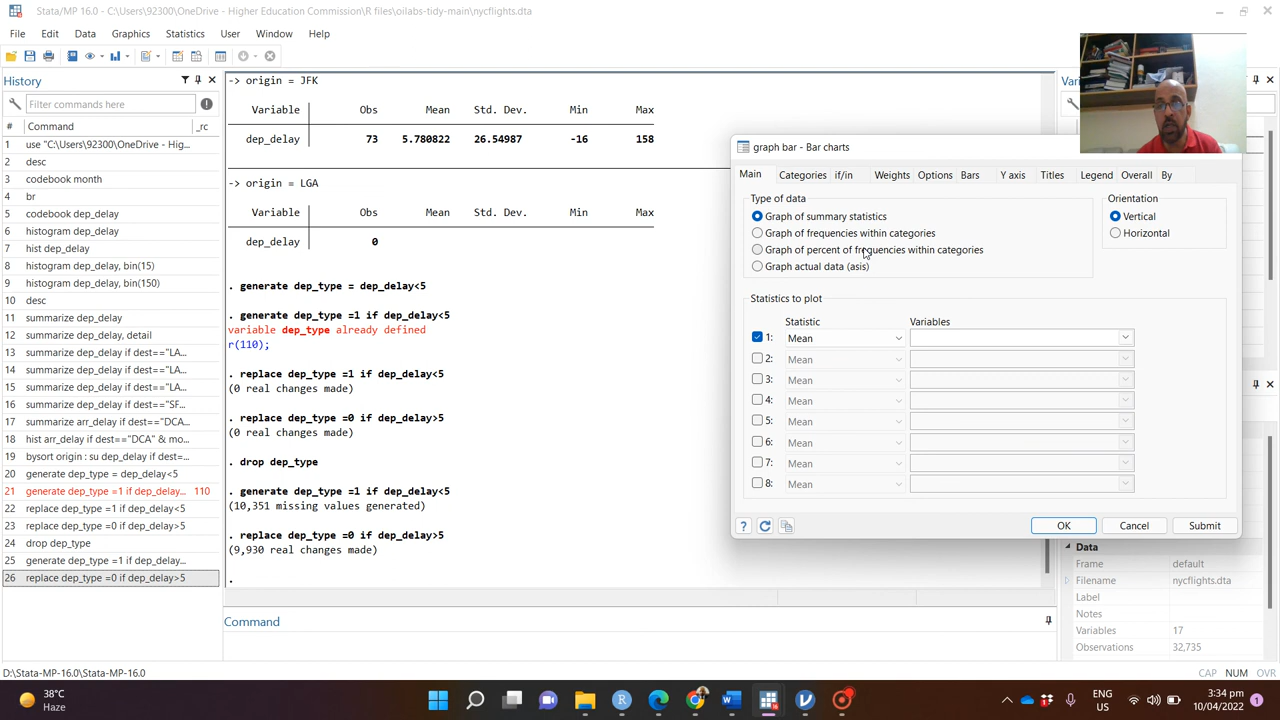 Stata/MP 16.0 - C:\Users\92300\OneDrive - Higher Education Commission\R files\oilabs-tidy-main\nycflights.dta
File Edit Data Graphics Statistics User Window Help
History
Filter commands here
# Command _rc
1 use "C:\Users\92300\OneDrive - Hig...
2 desc
3 codebook month
4 br
5 codebook dep_delay
6 histogram dep_delay
7 hist dep_delay
8 histogram dep_delay, bin(15)
9 histogram dep_delay, bin(150)
10 desc
11 summarize dep_delay
12 summarize dep_delay, detail
13 summarize dep_delay if dest=="LA...
14 summarize dep_delay if dest=="LA...
15 summarize dep_delay if dest=="LA...
16 summarize dep_delay if dest=="SF...
17 summarize arr_delay if dest=="DCA...
18 hist arr_delay if dest=="DCA" & mo...
19 bysort origin : su dep_delay if dest=...
20 generate dep_type = dep_delay<5
21 generate dep_type =1 if dep_delay... 110
22 replace dep_type =1 if dep_delay<5
23 replace dep_type =0 if dep_delay>5
24 drop dep_type
25 generate dep_type =1 if dep_delay...
26 replace dep_type =0 if dep_delay>5
-> origin = JFK
Variable Obs Mean Std. Dev. Min Max
dep_delay 73 5.780822 26.54987 -16 158
-> origin = LGA
Variable Obs Mean Std. Dev. Min Max
dep_delay 0
. generate dep_type = dep_delay<5
. generate dep_type =1 if dep_delay<5
variable dep_type already defined
r(110);
. replace dep_type =1 if dep_delay<5
(0 real changes made)
. replace dep_type =0 if dep_delay>5
(0 real changes made)
. drop dep_type
. generate dep_type =1 if dep_delay<5
(10,351 missing values generated)
. replace dep_type =0 if dep_delay>5
(9,930 real changes made)
.
Command
graph bar - Bar charts
Main Categories if/in Weights Options Bars Y axis Titles Legend Overall By
Type of data
Graph of summary statistics
Graph of frequencies within categories
Graph of percent of frequencies within categories
Graph actual data (asis)
Orientation
Vertical
Horizontal
Statistics to plot
Statistic Variables
1: Mean
2: Mean
3: Mean
4: Mean
5: Mean
6: Mean
7: Mean
8: Mean
? OK Cancel Submit
Data
Frame default
Filename nycflights.dta
Label
Notes
Variables 17
Observations 32,735
D:\Stata-MP-16.0\Stata-MP-16.0
CAP NUM OVR
38°C
Haze
ENG
US
3:34 pm
10/04/2022
1